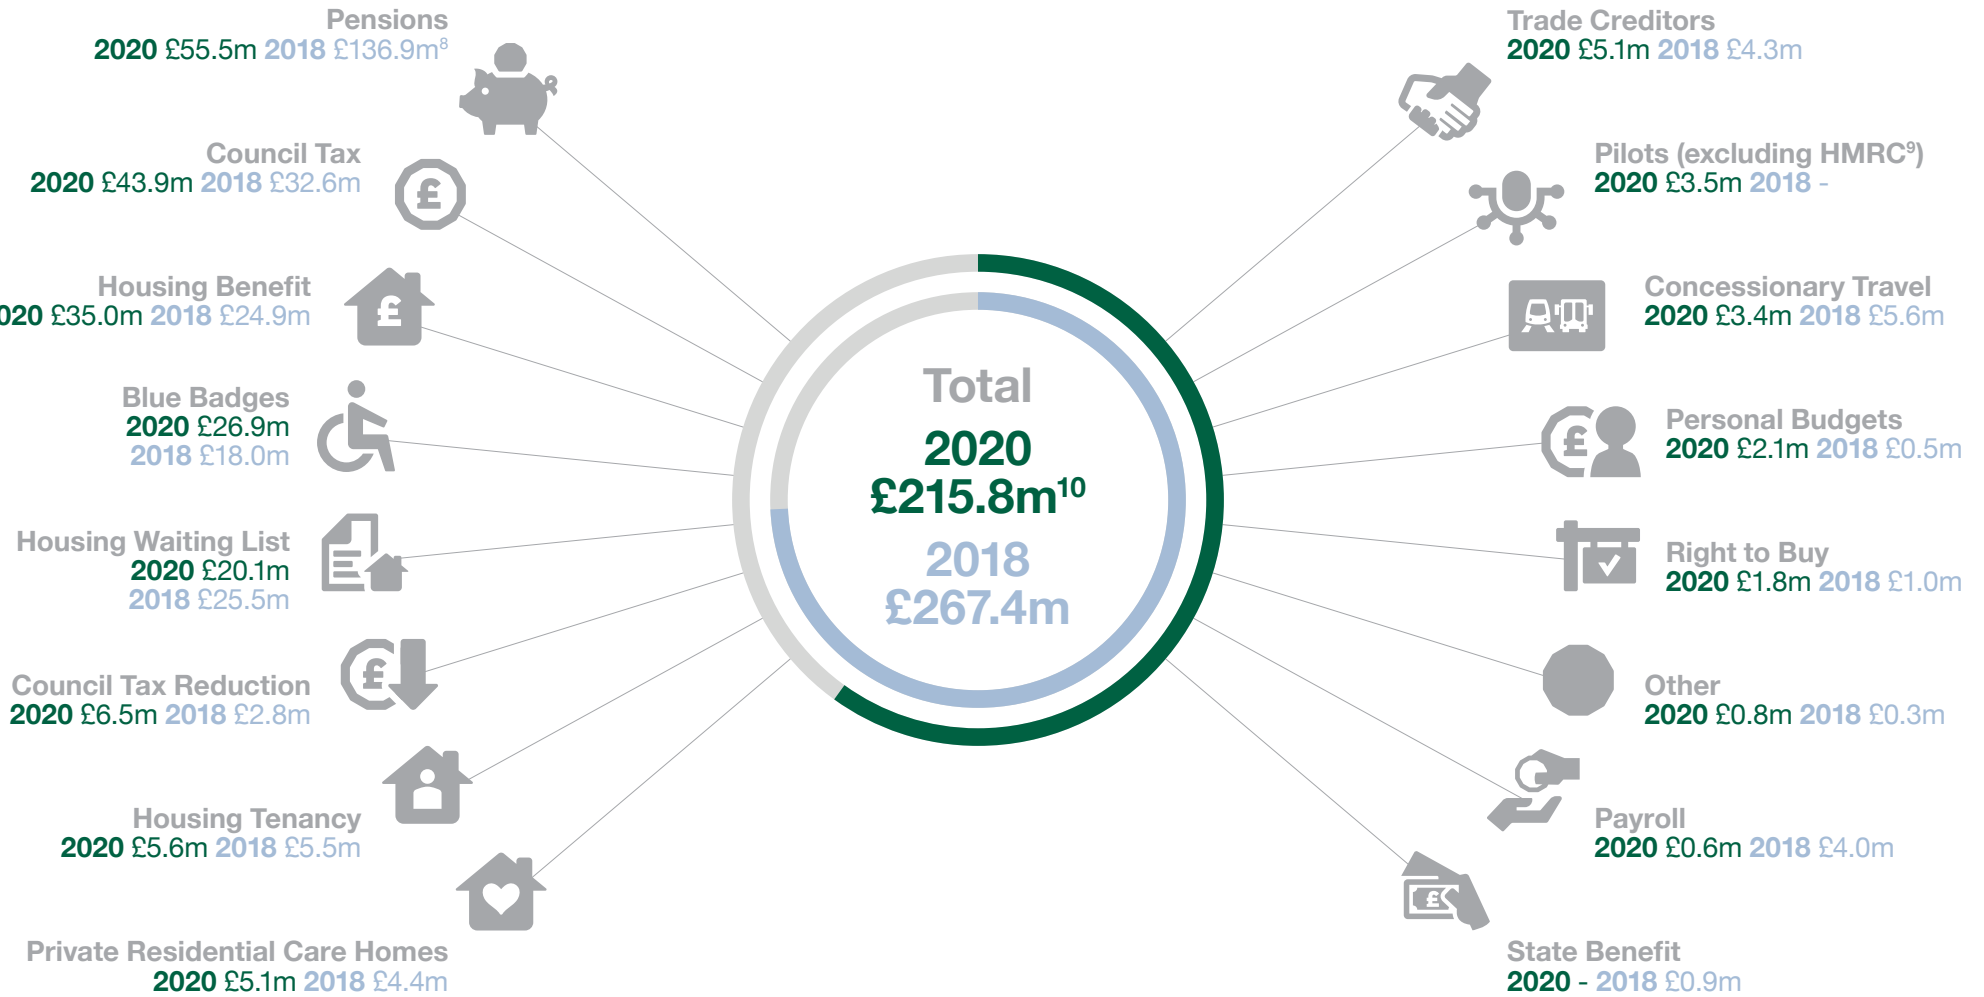 Pensions
2020 £55.5m 2018 £136.9m⁸
Council Tax
2020 £43.9m 2018 £32.6m
Housing Benefit
020 £35.0m 2018 £24.9m
Blue Badges
2020 £26.9m
2018 £18.0m
Housing Waiting List
2020 £20.1m
2018 £25.5m
Council Tax Reduction
2020 £6.5m 2018 £2.8m
Housing Tenancy
2020 £5.6m 2018 £5.5m
Private Residential Care Homes
2020 £5.1m 2018 £4.4m
Total
2020
£215.8m¹⁰
2018
£267.4m
Trade Creditors
2020 £5.1m 2018 £4.3m
Pilots (excluding HMRC⁹)
2020 £3.5m 2018 -
Concessionary Travel
2020 £3.4m 2018 £5.6m
Personal Budgets
2020 £2.1m 2018 £0.5m
Right to Buy
2020 £1.8m 2018 £1.0m
Other
2020 £0.8m 2018 £0.3m
Payroll
2020 £0.6m 2018 £4.0m
State Benefit
2020 - 2018 £0.9m
£
£
£
£
£
£